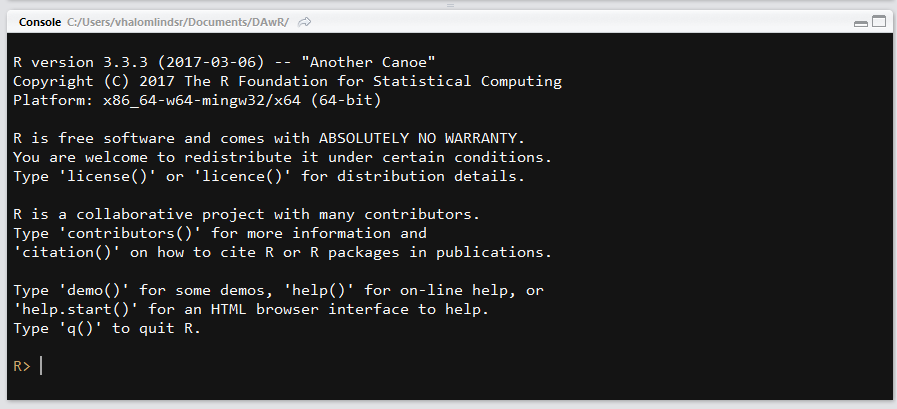 Console C:/Users/vhalomlindsr/Documents/DAwR/
R version 3.3.3 (2017-03-06) -- "Another Canoe"
Copyright (C) 2017 The R Foundation for Statistical Computing
Platform: x86_64-w64-mingw32/x64 (64-bit)
R is free software and comes with ABSOLUTELY NO WARRANTY.
You are welcome to redistribute it under certain conditions.
Type 'license()' or 'licence()' for distribution details.
R is a collaborative project with many contributors.
Type 'contributors()' for more information and
'citation()' on how to cite R or R packages in publications.
Type 'demo()' for some demos, 'help()' for on-line help, or
'help.start()' for an HTML browser interface to help.
Type 'q()' to quit R.
R>